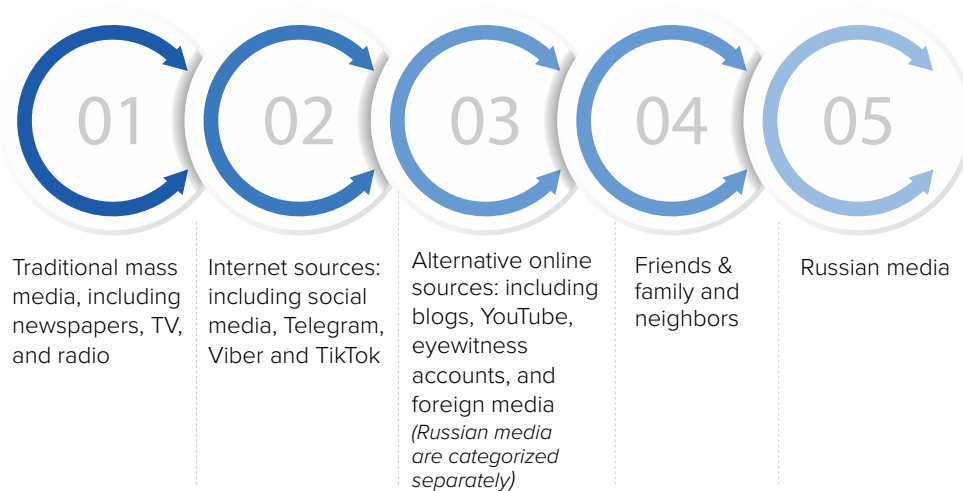 01
02
03
04
05
Traditional mass
media, including
newspapers, TV,
and radio
Internet sources:
including social
media, Telegram,
Viber and TikTok
Alternative online
sources: including
blogs, YouTube,
eyewitness
accounts, and
foreign media
(Russian media
are categorized
separately)
Friends &
family and
neighbors
Russian media